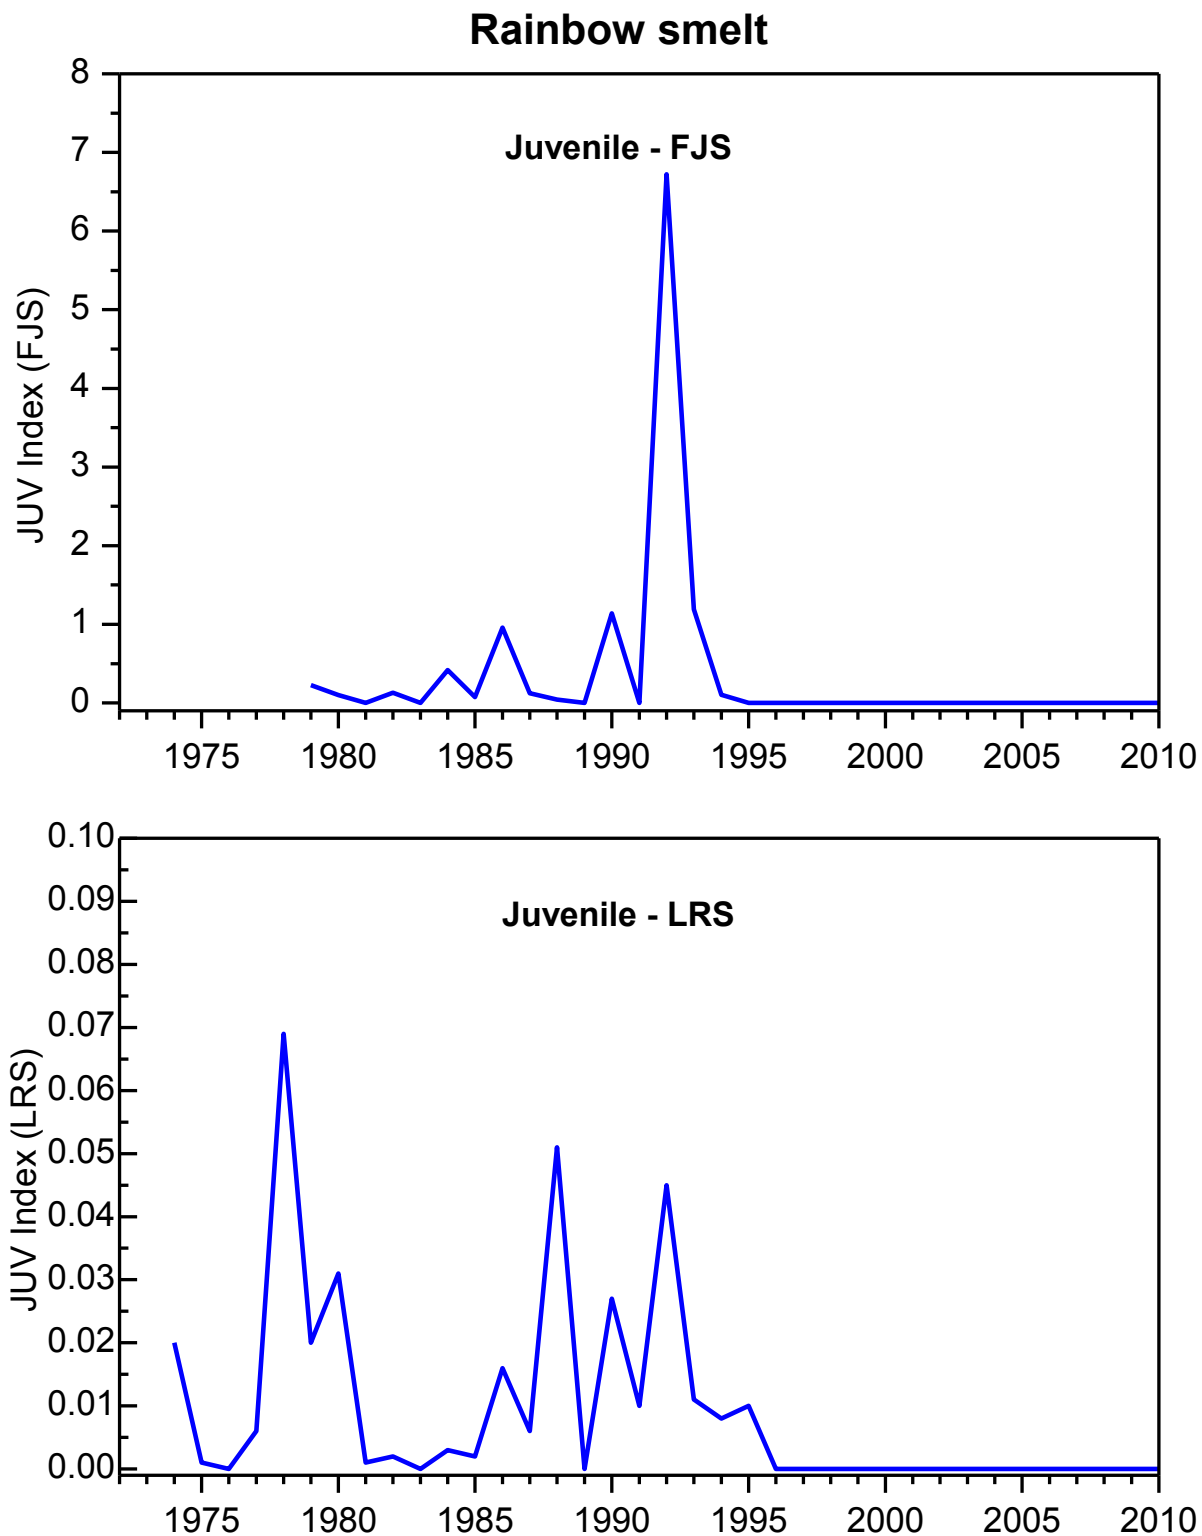 Rainbow smelt
8
7
6
5
4
3
2
1
0
JUV Index (FJS)
Juvenile - FJS
1975 1980 1985 1990 1995 2000 2005 2010
0.10
0.09
0.08
0.07
0.06
0.05
0.04
0.03
0.02
0.01
0.00
JUV Index (LRS)
Juvenile - LRS
1975 1980 1985 1990 1995 2000 2005 2010